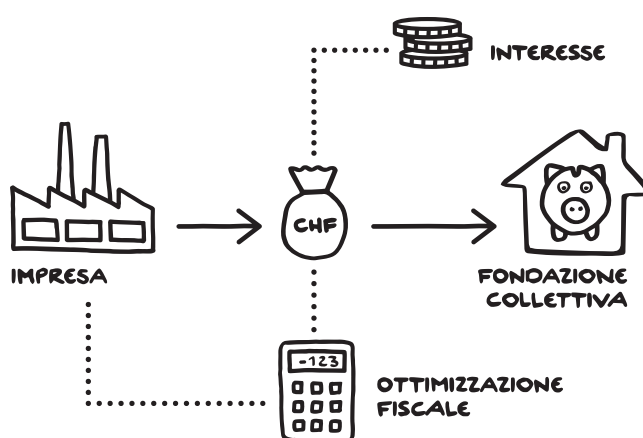 INTERESSE
CHF
IMPRESA
FONDAZIONE
COLLETTIVA
-123
OTTIMIZZAZIONE
FISCALE